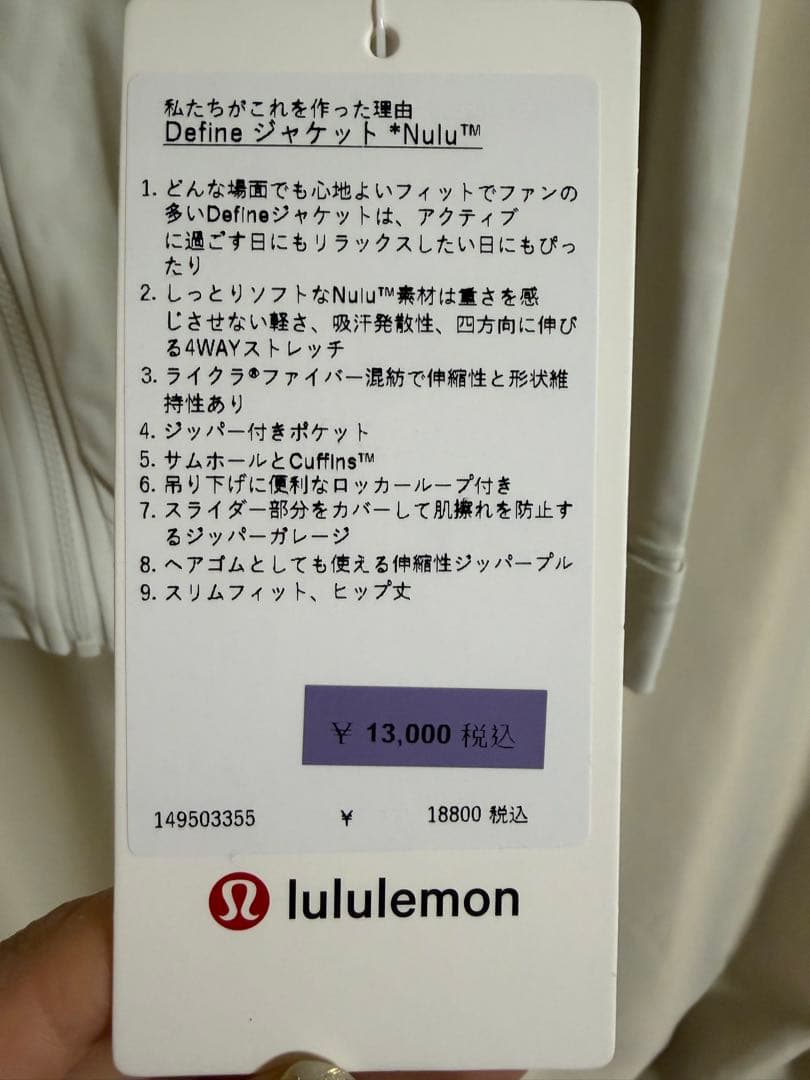 私たちがこれを作った理由
Define ジャケット *Nulu™
1. どんな場面でも心地よいフィットでファンの
多いDefineジャケットは、アクティブ
に過ごす日にもリラックスしたい日にもぴっ
たり
2. しっとりソフトなNulu™素材は重さを感
じさせない軽さ、吸汗発散性、四方向に伸び
る4WAYストレッチ
3. ライクラ®ファイバー混紡で伸縮性と形状維
持性あり
4. ジッパー付きポケット
5. サムホールとCuffins™
6. 吊り下げに便利なロッカーループ付き
7. スライダー部分をカバーして肌擦れを防止す
るジッパーガレージ
8. ヘアゴムとしても使える伸縮性ジッパープル
9. スリムフィット、ヒップ丈
￥ 13,000 税込
149503355 ￥ 18800 税込
lululemon